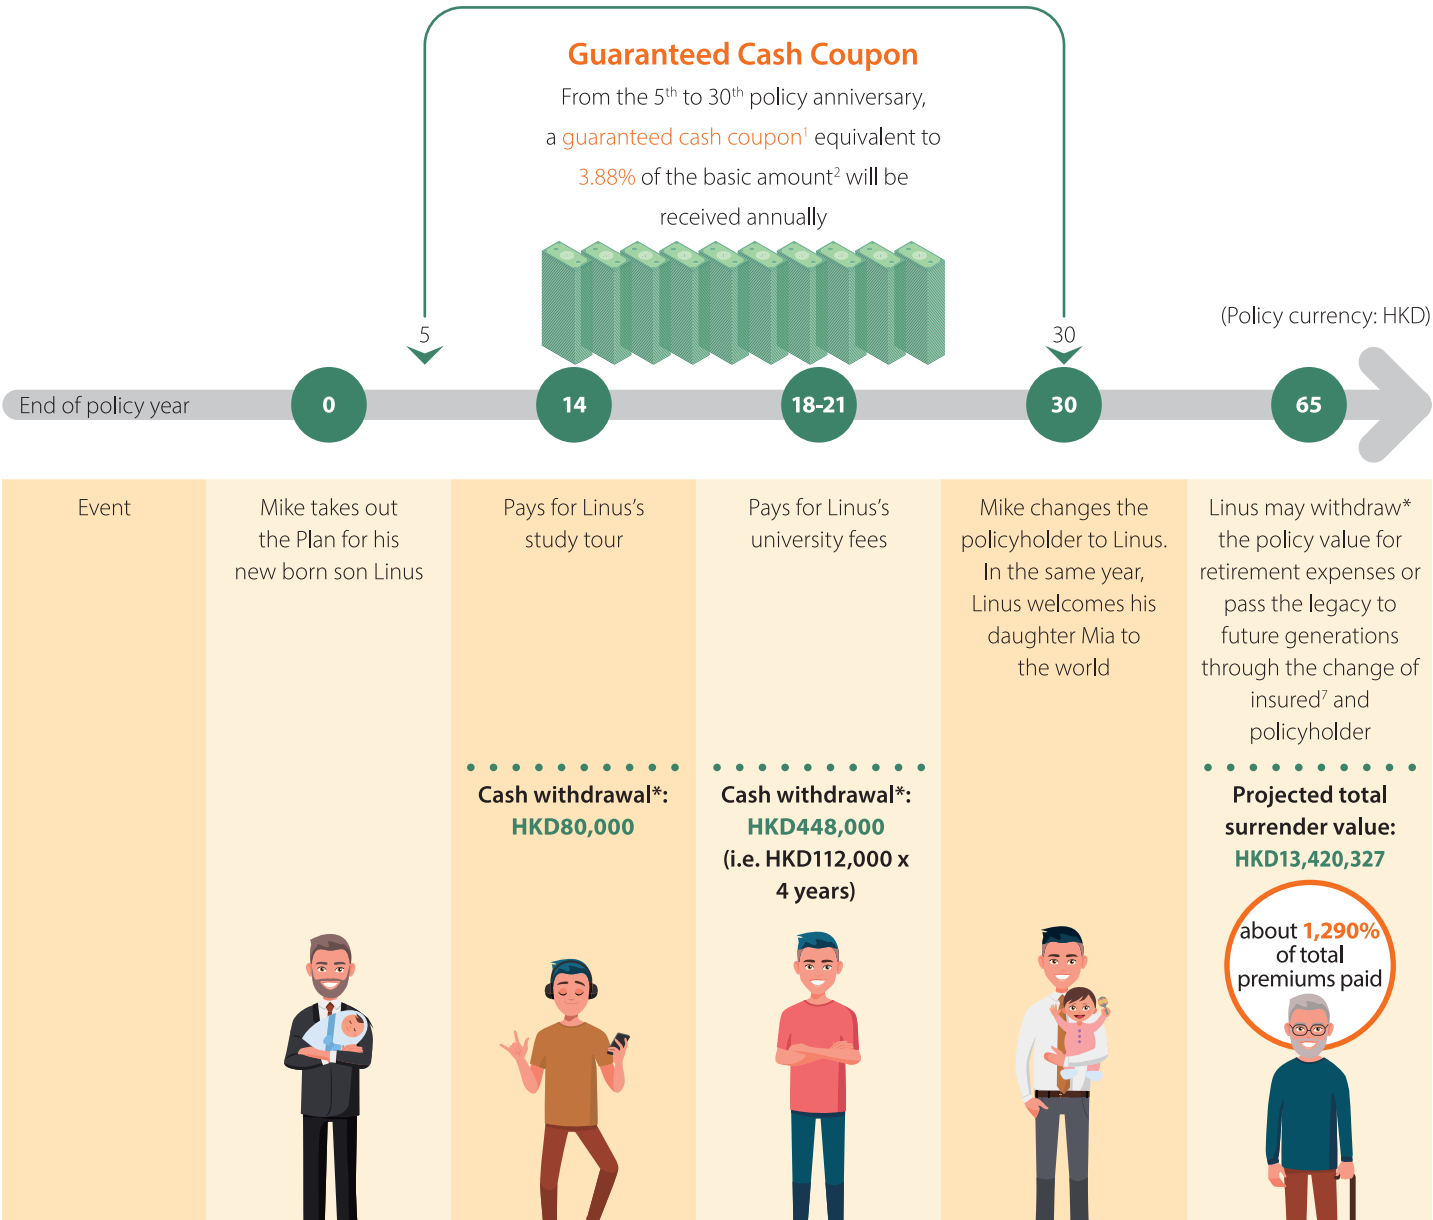 Guaranteed Cash Coupon
From the 5th to 30th policy anniversary,
a guaranteed cash coupon1 equivalent to
3.88% of the basic amount2 will be
received annually
5
30
(Policy currency: HKD)
End of policy year
0
14
18-21
30
65
Event
Mike takes out
the Plan for his
new born son Linus
Pays for Linus’s
study tour
Cash withdrawal*:
HKD80,000
Pays for Linus’s
university fees
Cash withdrawal*:
HKD448,000
(i.e. HKD112,000 x
4 years)
Mike changes the
policyholder to Linus.
In the same year,
Linus welcomes his
daughter Mia to
the world
Linus may withdraw*
the policy value for
retirement expenses or
pass the legacy to
future generations
through the change of
insured7 and
policyholder
Projected total
surrender value:
HKD13,420,327
about 1,290%
of total
premiums paid